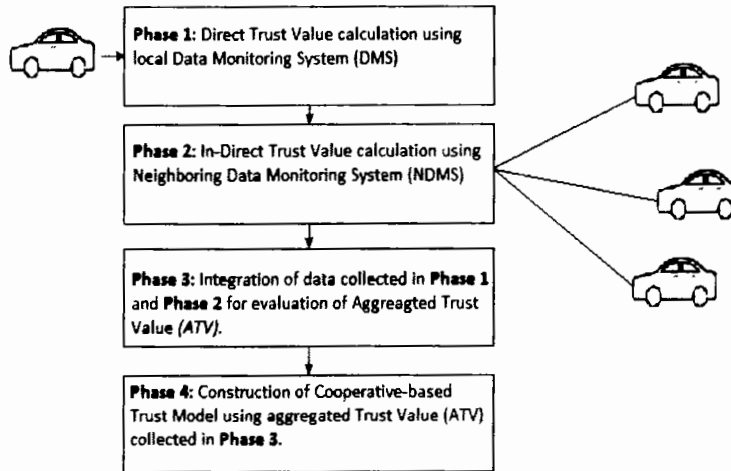 Phase 1: Direct Trust Value calculation using
local Data Monitoring System (DMS)
Phase 2: In-Direct Trust Value calculation using
Neighboring Data Monitoring System (NDMS)
Phase 3: Integration of data collected in Phase 1
and Phase 2 for evaluation of Aggreagted Trust
Value (ATV).
Phase 4: Construction of Cooperative-based
Trust Model using aggregated Trust Value (ATV)
collected in Phase 3.